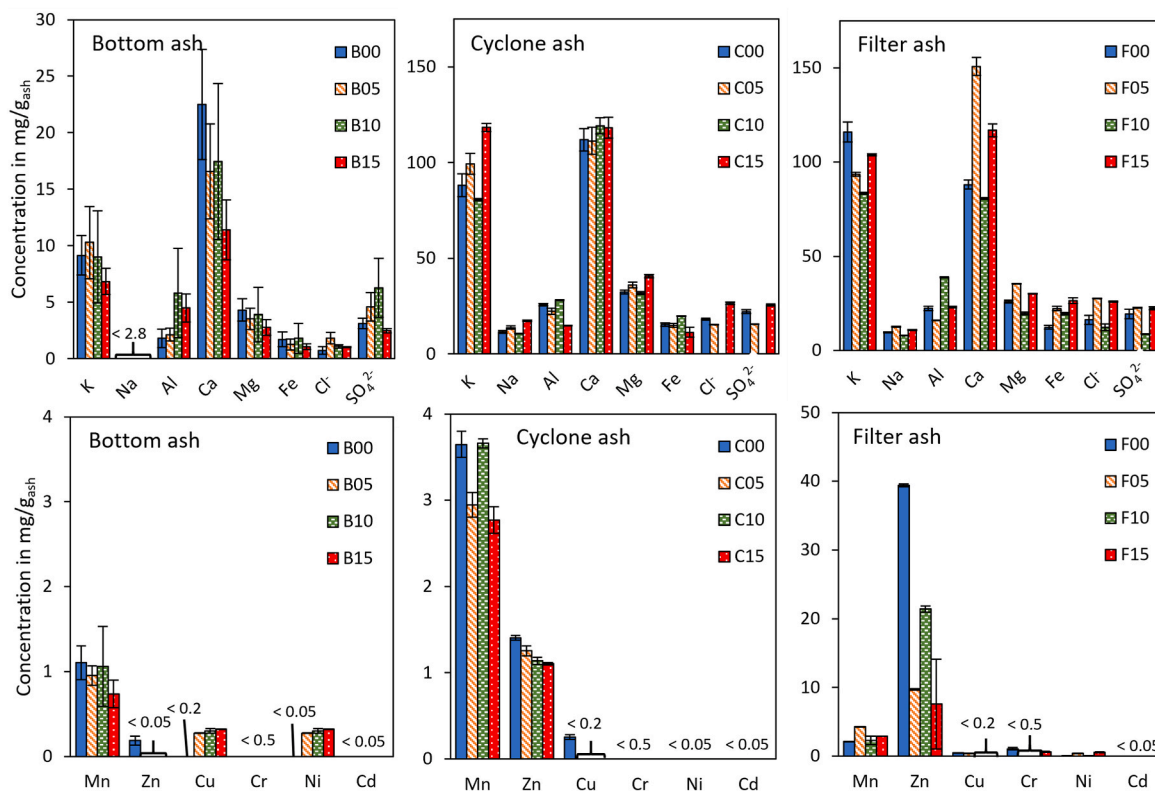 Bottom ash
B00
B05
B10
B15
Concentration in mg/g_ash
30
25
20
15
10
5
0
< 2.8
K Na Al Ca Mg Fe Cl⁻ SO₄²⁻
Cyclone ash
C00
C05
C10
C15
150
100
50
0
K Na Al Ca Mg Fe Cl⁻ SO₄²⁻
Filter ash
F00
F05
F10
F15
150
100
50
0
K Na Al Ca Mg Fe Cl⁻ SO₄²⁻
Bottom ash
B00
B05
B10
B15
Concentration in mg/g_ash
4
3
2
1
0
< 0.05
< 0.2
< 0.5
< 0.05
< 0.05
Mn Zn Cu Cr Ni Cd
Cyclone ash
C00
C05
C10
C15
4
3
2
1
0
< 0.2
< 0.5
< 0.05
< 0.05
Mn Zn Cu Cr Ni Cd
Filter ash
F00
F05
F10
F15
50
40
30
20
10
0
< 0.2
< 0.5
< 0.05
Mn Zn Cu Cr Ni Cd